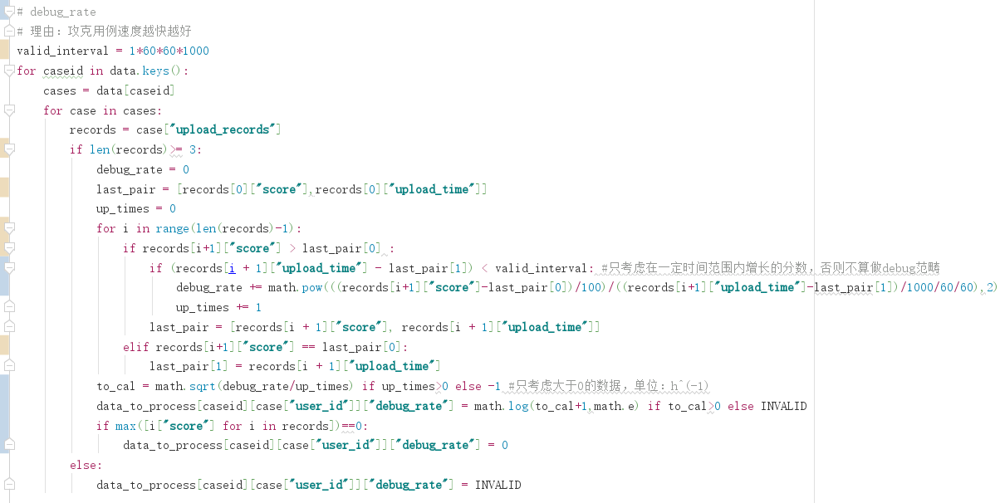 # debug_rate
# 理由：攻克用例速度越快越好
valid_interval = 1*60*60*1000
for caseid in data.keys():
    cases = data[caseid]
    for case in cases:
        records = case["upload_records"]
        if len(records)>= 3:
            debug_rate = 0
            last_pair = [records[0]["score"],records[0]["upload_time"]]
            up_times = 0
            for i in range(len(records)-1):
                if records[i+1]["score"] > last_pair[0] :
                    if (records[i + 1]["upload_time"] - last_pair[1]) < valid_interval: #只考虑在一定时间范围内增长的分数，否则不算做debug范畴
                        debug_rate += math.pow(((records[i+1]["score"]-last_pair[0])/100)/((records[i+1]["upload_time"]-last_pair[1])/1000/60/60),2)
                        up_times += 1
                    last_pair = [records[i + 1]["score"], records[i + 1]["upload_time"]]
                elif records[i+1]["score"] == last_pair[0]:
                    last_pair[1] = records[i + 1]["upload_time"]
            to_cal = math.sqrt(debug_rate/up_times) if up_times>0 else -1 #只考虑大于0的数据，单位：h^(-1)
            data_to_process[caseid][case["user_id"]]["debug_rate"] = math.log(to_cal+1,math.e) if to_cal>0 else INVALID
            if max([i["score"] for i in records])==0:
                data_to_process[caseid][case["user_id"]]["debug_rate"] = 0
        else:
            data_to_process[caseid][case["user_id"]]["debug_rate"] = INVALID